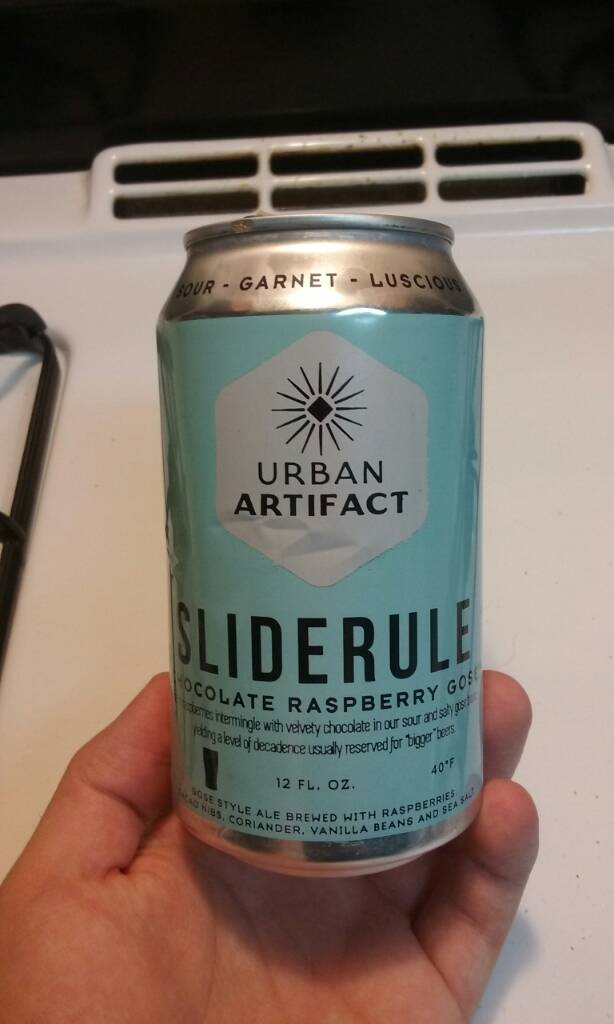 SOUR - GARNET - LUSCIOUS
URBAN
ARTIFACT
SLIDERULE
CHOCOLATE RASPBERRY GOSE
raspberries intermingle with velvety chocolate in our sour and salty gose
yielding a level of decadence usually reserved for "bigger" beers.
40°F
12 FL. OZ.
GOSE STYLE ALE BREWED WITH RASPBERRIES,
CACAO NIBS, CORIANDER, VANILLA BEANS AND SEA SALT